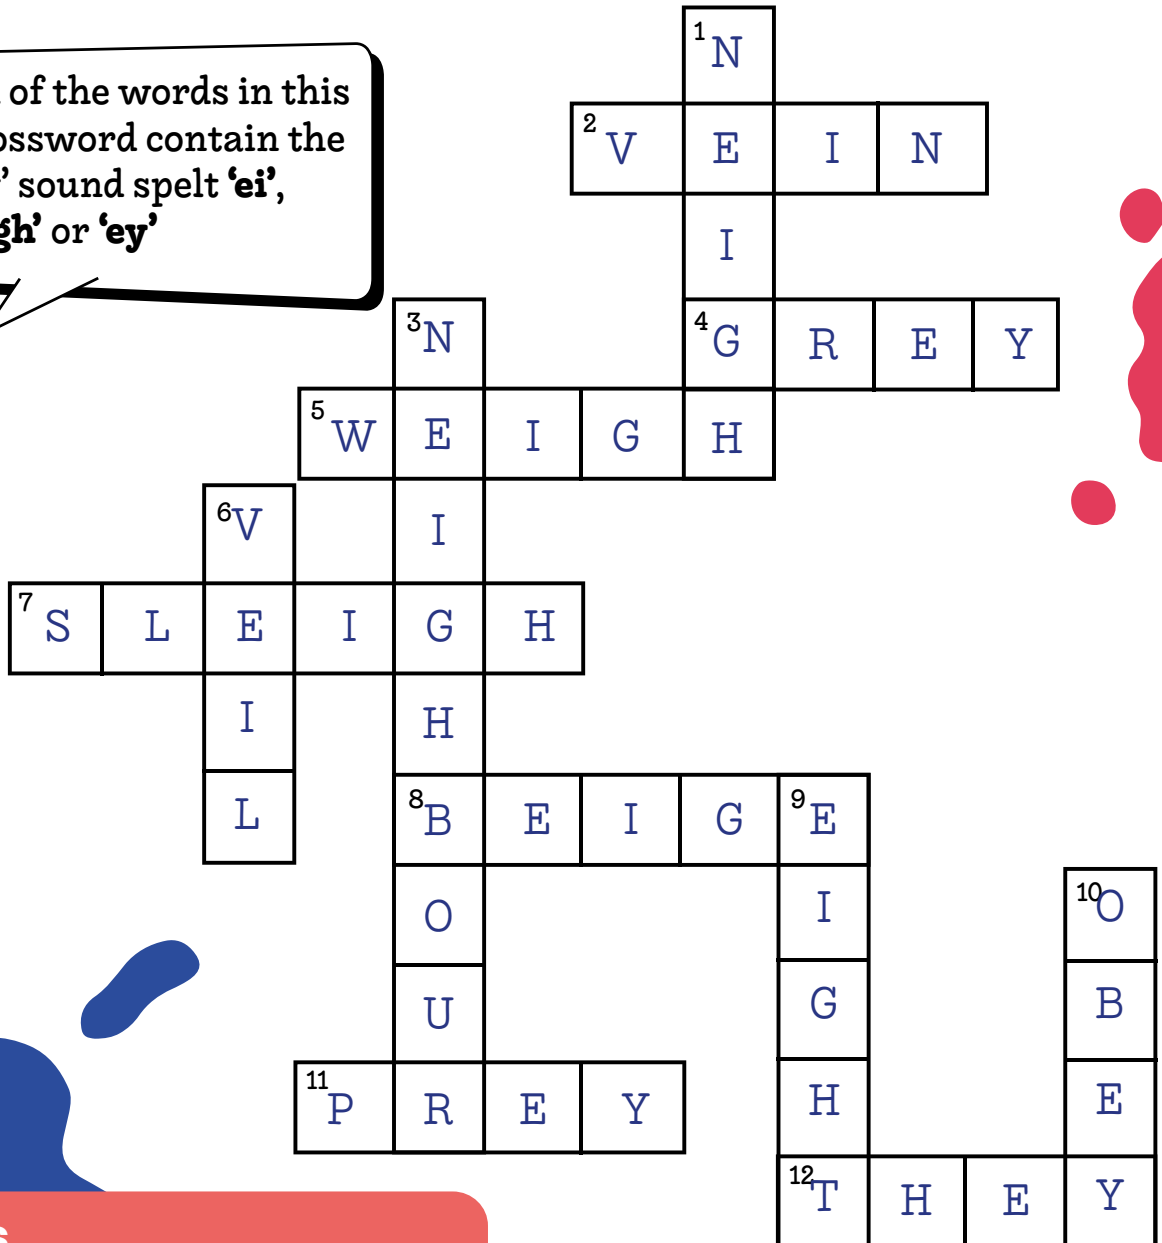 of the words in this
ossword contain the
sound spelt 'ei',
gh' or 'ey'
1 N
2 V E I N
I
3 N
4 G R E Y
5 W E I G H
6 V
I
7 S L E I G H
I
H
L
8 B E I G 9 E
O
I
10 O
U
G
B
11 P R E Y
H
E
12 T H E Y
s